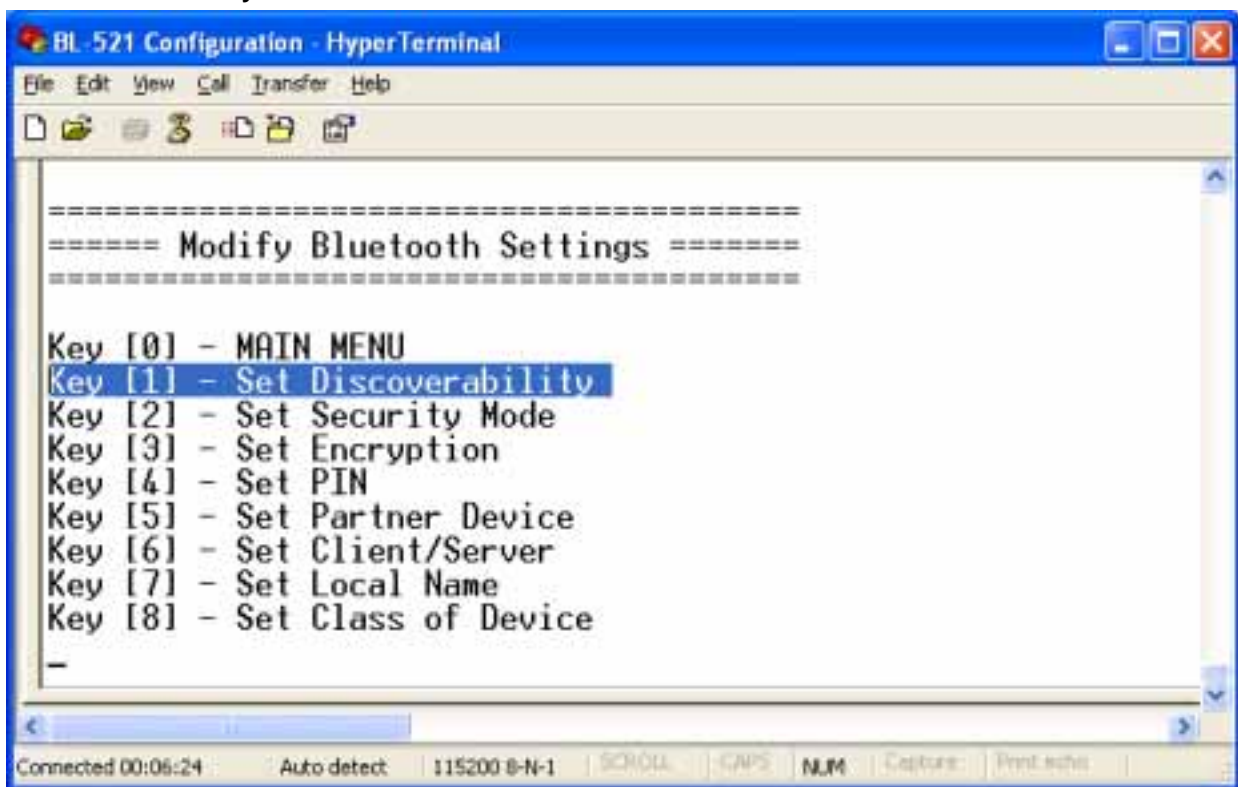 BL-521 Configuration - HyperTerminal
File Edit View Call Transfer Help
========================================
====== Modify Bluetooth Settings =======
========================================
Key [0] - MAIN MENU
Key [1] - Set Discoverability
Key [2] - Set Security Mode
Key [3] - Set Encryption
Key [4] - Set PIN
Key [5] - Set Partner Device
Key [6] - Set Client/Server
Key [7] - Set Local Name
Key [8] - Set Class of Device
_
Connected 00:06:24 Auto detect 115200 8-N-1 SCROLL CAPS NUM Capture Print echo